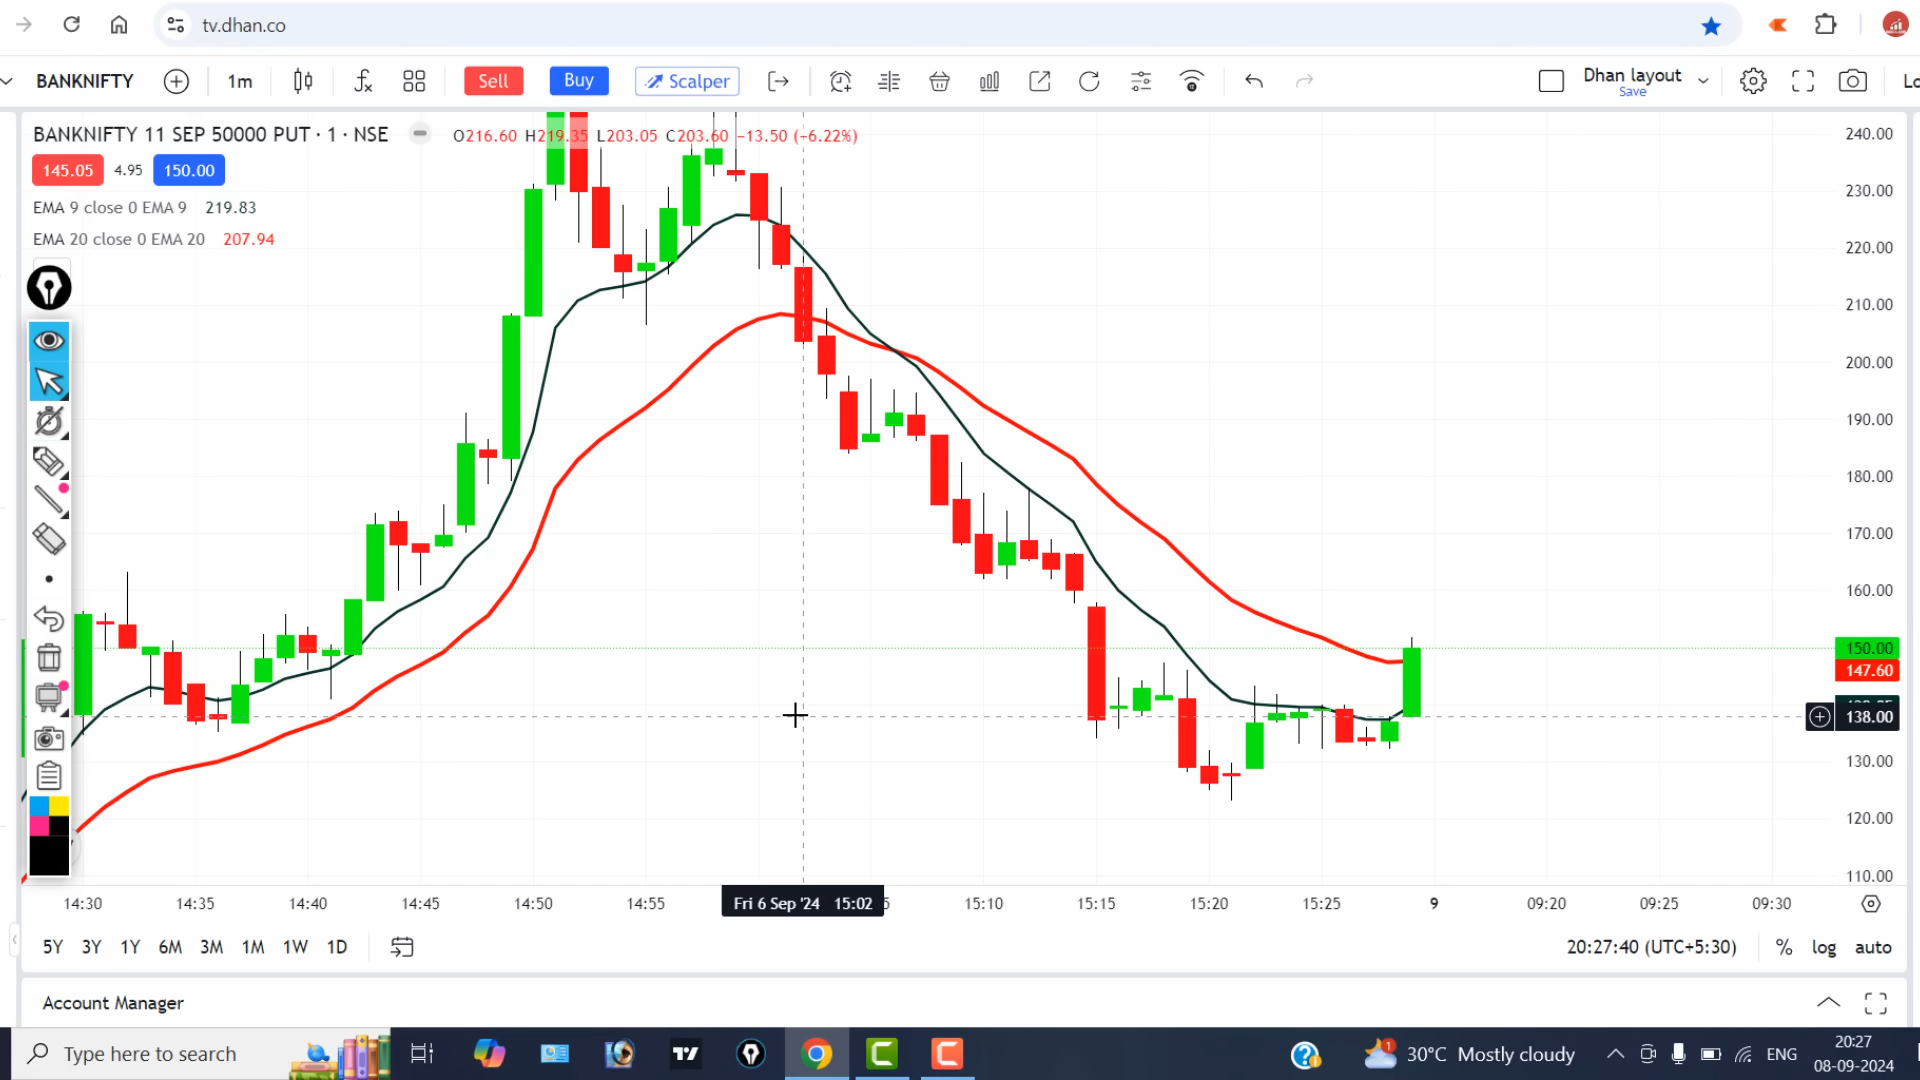 tv.dhan.co
BANKNIFTY 1m Sell Buy Scalper Dhan layout
Save
BANKNIFTY 11 SEP 50000 PUT · 1 · NSE O216.60 H219.35 L203.05 C203.60 −13.50 (−6.22%)
145.05 4.95 150.00
EMA 9 close 0 EMA 9 219.83
EMA 20 close 0 EMA 20 207.94
240.00
230.00
220.00
210.00
200.00
190.00
180.00
170.00
160.00
150.00
147.60
138.00
130.00
120.00
110.00
14:30 14:35 14:40 14:45 14:50 14:55 Fri 6 Sep '24 15:02 15:10 15:15 15:20 15:25 9 09:20 09:25 09:30
5Y 3Y 1Y 6M 3M 1M 1W 1D 20:27:40 (UTC+5:30) % log auto
Account Manager
Type here to search 1 30°C Mostly cloudy ENG 20:27
08-09-2024